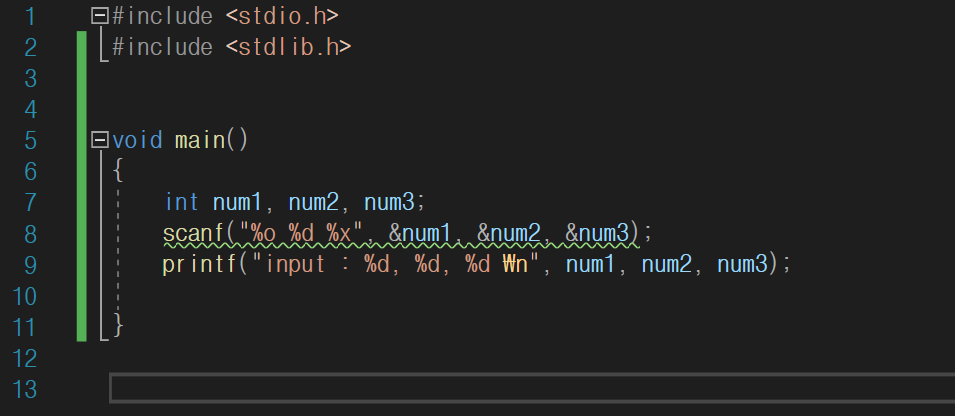 1 #include <stdio.h>
2 #include <stdlib.h>
3
4
5 void main()
6 {
7 int num1, num2, num3;
8 scanf("%o %d %x", &num1, &num2, &num3);
9 printf("input : %d, %d, %d ₩n", num1, num2, num3);
10
11 }
12
13